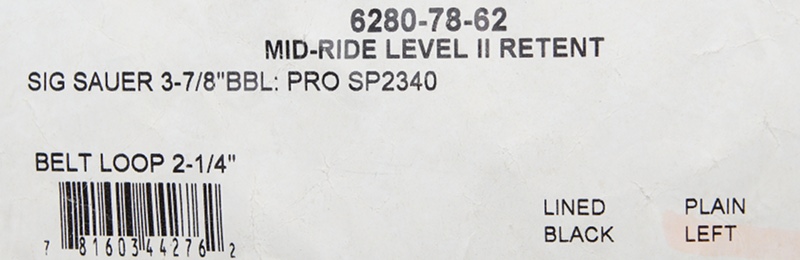 6280-78-62
MID-RIDE LEVEL II RETENT
SIG SAUER 3-7/8"BBL: PRO SP2340
BELT LOOP 2-1/4"
LINED PLAIN
BLACK LEFT
7 81603 44276 2